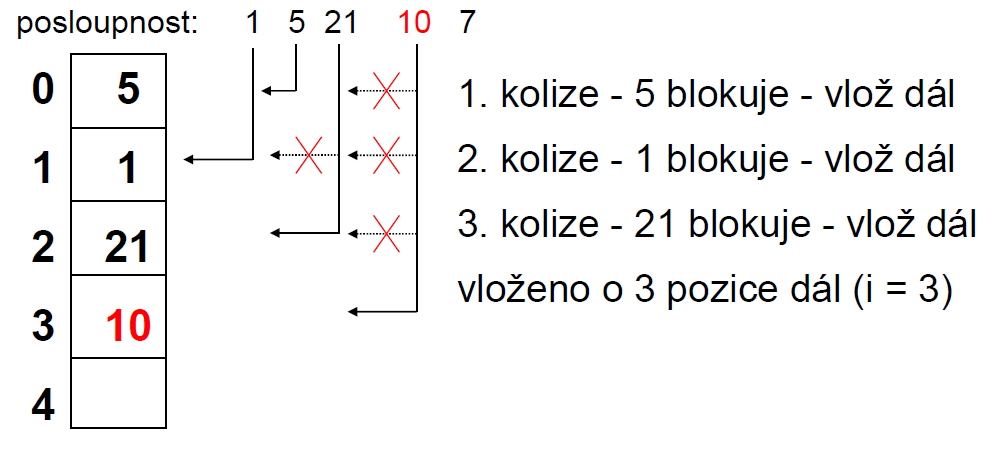 posloupnost: 1 5 21 10 7
0 5
1 1
2 21
3 10
4
1. kolize - 5 blokuje - vlož dál
2. kolize - 1 blokuje - vlož dál
3. kolize - 21 blokuje - vlož dál
vloženo o 3 pozice dál (i = 3)